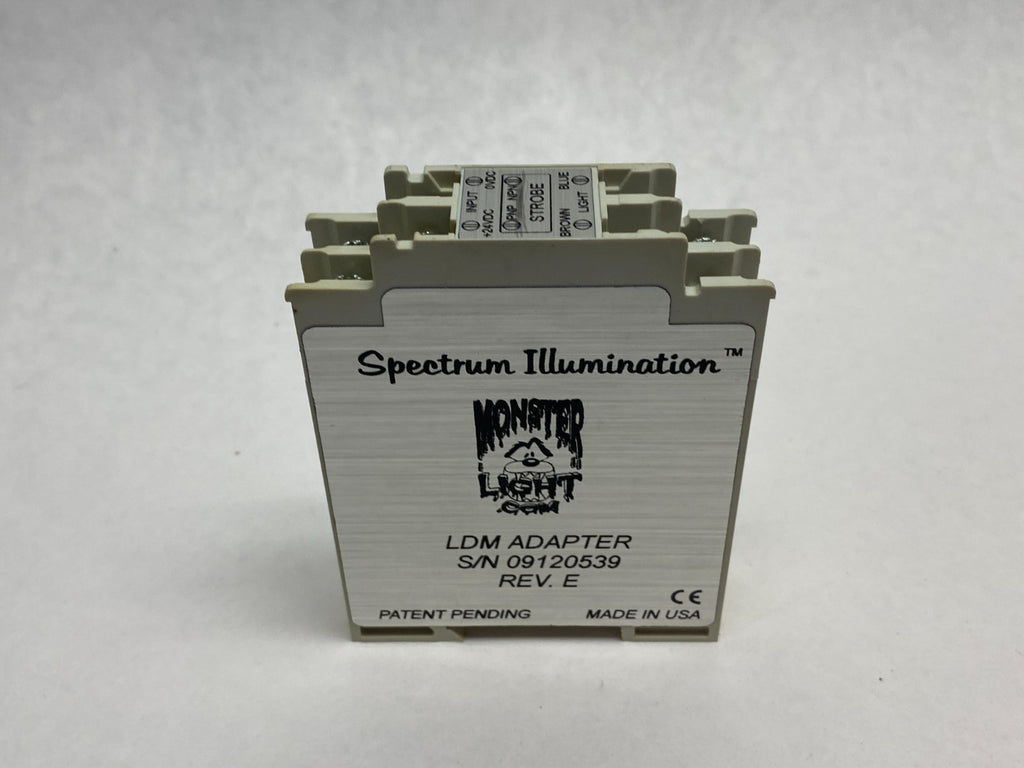 INPUT
+24VDC 0VDC
PNP NPN
STROBE
BROWN BLUE
LIGHT
Spectrum Illumination™
MONSTER
LIGHT
.COM
LDM ADAPTER
S/N 09120539
REV. E
CE
PATENT PENDING MADE IN USA